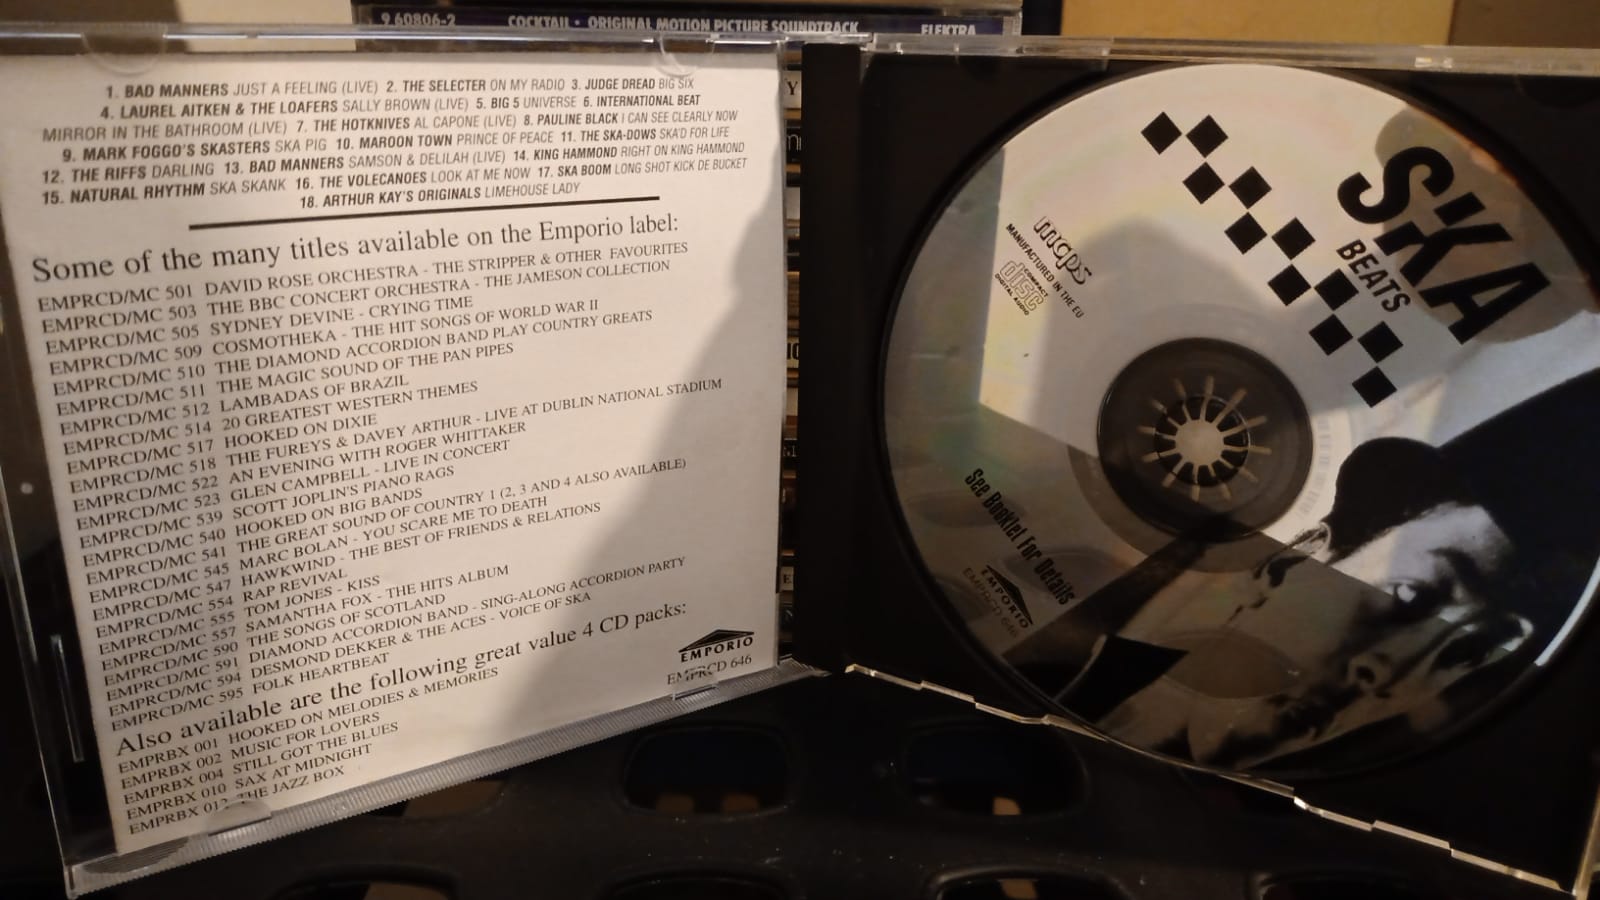 9 60806-2 COCKTAIL • ORIGINAL MOTION PICTURE SOUNDTRACK ELEKTRA
1. BAD MANNERS JUST A FEELING (LIVE) 2. THE SELECTER ON MY RADIO 3. JUDGE DREAD BIG SIX
4. LAUREL AITKEN & THE LOAFERS SALLY BROWN (LIVE) 5. BIG 5 UNIVERSE 6. INTERNATIONAL BEAT
MIRROR IN THE BATHROOM (LIVE) 7. THE HOTKNIVES AL CAPONE (LIVE) 8. PAULINE BLACK I CAN SEE CLEARLY NOW
9. MARK FOGGO'S SKASTERS SKA PIG 10. MAROON TOWN PRINCE OF PEACE 11. THE SKA-DOWS SKA'D FOR LIFE
12. THE RIFFS DARLING 13. BAD MANNERS SAMSON & DELILAH (LIVE) 14. KING HAMMOND RIGHT ON KING HAMMOND
15. NATURAL RHYTHM SKA SKANK 16. THE VOLECANOES LOOK AT ME NOW 17. SKA BOOM LONG SHOT KICK DE BUCKET
18. ARTHUR KAY'S ORIGINALS LIMEHOUSE LADY
Some of the many titles available on the Emporio label:
EMPRCD/MC 501 DAVID ROSE ORCHESTRA - THE STRIPPER & OTHER FAVOURITES
EMPRCD/MC 503 THE BBC CONCERT ORCHESTRA - THE JAMESON COLLECTION
EMPRCD/MC 505 SYDNEY DEVINE - CRYING TIME
EMPRCD/MC 509 COSMOTHEKA - THE HIT SONGS OF WORLD WAR II
EMPRCD/MC 510 THE DIAMOND ACCORDION BAND PLAY COUNTRY GREATS
EMPRCD/MC 511 THE MAGIC SOUND OF THE PAN PIPES
EMPRCD/MC 512 LAMBADAS OF BRAZIL
EMPRCD/MC 514 20 GREATEST WESTERN THEMES
EMPRCD/MC 517 HOOKED ON DIXIE
EMPRCD/MC 518 THE FUREYS & DAVEY ARTHUR - LIVE AT DUBLIN NATIONAL STADIUM
EMPRCD/MC 522 AN EVENING WITH ROGER WHITTAKER
EMPRCD/MC 523 GLEN CAMPBELL - LIVE IN CONCERT
EMPRCD/MC 539 SCOTT JOPLIN'S PIANO RAGS
EMPRCD/MC 540 HOOKED ON BIG BANDS
EMPRCD/MC 541 THE GREAT SOUND OF COUNTRY 1 (2, 3 AND 4 ALSO AVAILABLE)
EMPRCD/MC 545 MARC BOLAN - YOU SCARE ME TO DEATH
EMPRCD/MC 547 HAWKWIND - THE BEST OF FRIENDS & RELATIONS
EMPRCD/MC 554 RAP REVIVAL
EMPRCD/MC 555 TOM JONES - KISS
EMPRCD/MC 557 SAMANTHA FOX - THE HITS ALBUM
EMPRCD/MC 590 THE SONGS OF SCOTLAND
EMPRCD/MC 591 DIAMOND ACCORDION BAND - SING-ALONG ACCORDION PARTY
EMPRCD/MC 594 DESMOND DEKKER & THE ACES - VOICE OF SKA
EMPRCD/MC 595 FOLK HEARTBEAT
Also available are the following great value 4 CD packs:
EMPRBX 001 HOOKED ON MELODIES & MEMORIES
EMPRBX 002 MUSIC FOR LOVERS
EMPRBX 004 STILL GOT THE BLUES
EMPRBX 010 SAX AT MIDNIGHT
EMPRBX 012 THE JAZZ BOX
EMPORIO
EMPRCD 646
SKA
BEATS
mcps
MANUFACTURED IN THE EU
COMPACT
disc
DIGITAL AUDIO
See Booklet For Details
EMPORIO
EMPRCD 646